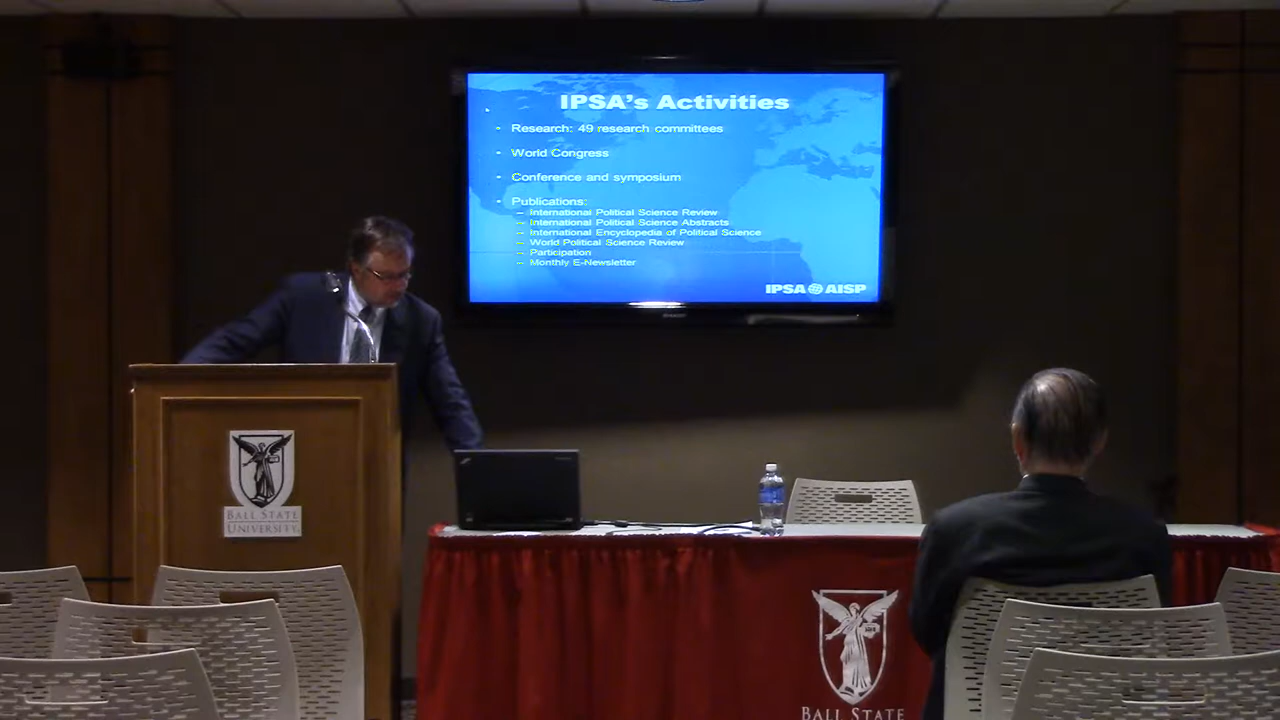 IPSA's Activities
• Research: 49 research committees
• World Congress
• Conference and symposium
• Publications:
– International Political Science Review
– International Political Science Abstracts
– International Encyclopedia of Political Science
– World Political Science Review
– Participation
– Monthly E-Newsletter
IPSA AISP
BALL STATE
UNIVERSITY
BALL STATE